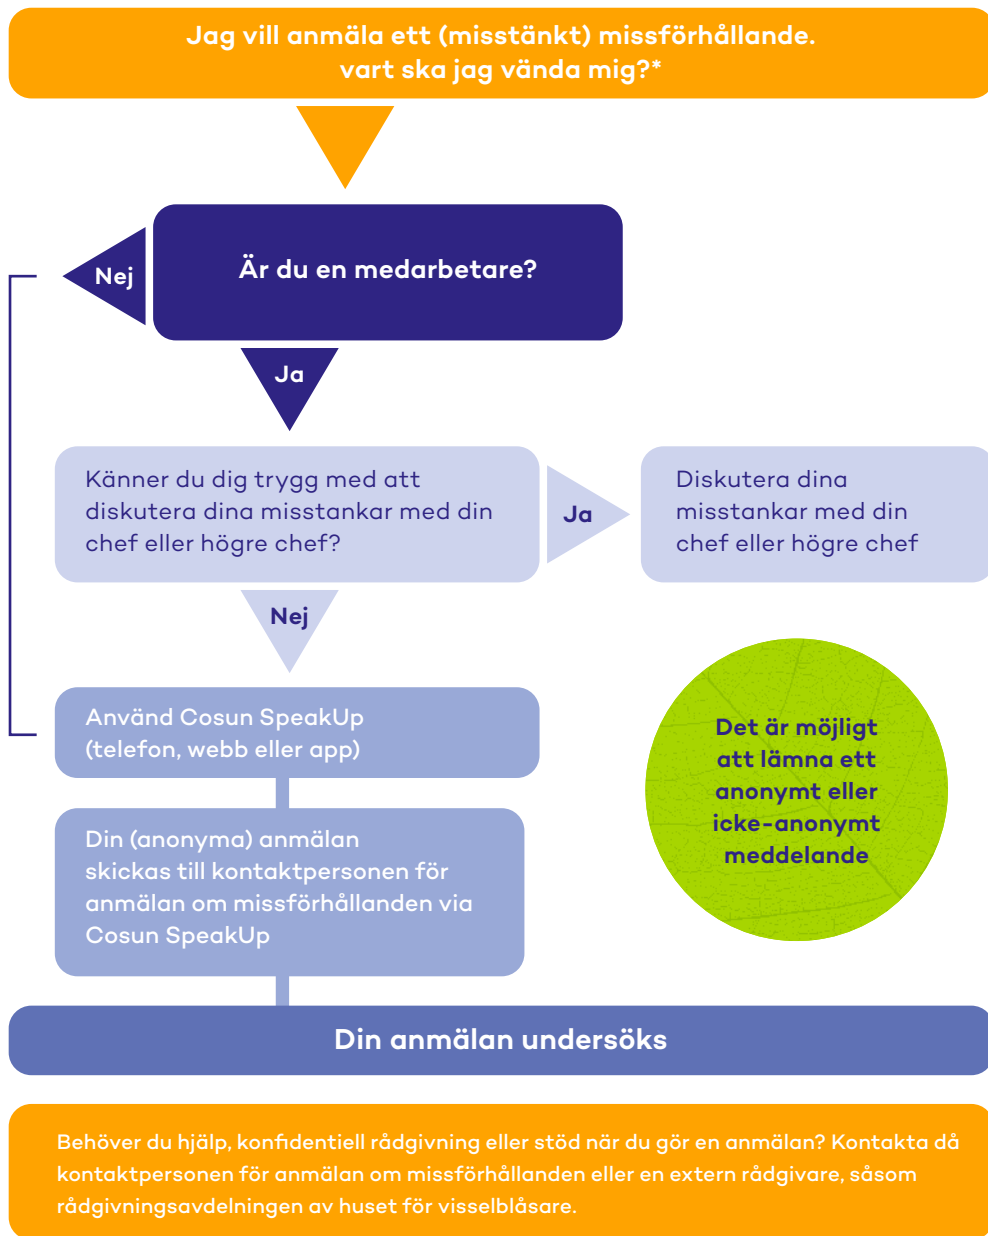 Jag vill anmäla ett (misstänkt) missförhållande.
vart ska jag vända mig?*
Är du en medarbetare?
Nej
Ja
Känner du dig trygg med att
diskutera dina misstankar med din
chef eller högre chef?
Ja
Diskutera dina
misstankar med din
chef eller högre chef
Nej
Använd Cosun SpeakUp
(telefon, webb eller app)
Det är möjligt
att lämna ett
anonymt eller
icke-anonymt
meddelande
Din (anonyma) anmälan
skickas till kontaktpersonen för
anmälan om missförhållanden via
Cosun SpeakUp
Din anmälan undersöks
Behöver du hjälp, konfidentiell rådgivning eller stöd när du gör en anmälan? Kontakta då
kontaktpersonen för anmälan om missförhållanden eller en extern rådgivare, såsom
rådgivningsavdelningen av huset för visselblåsare.